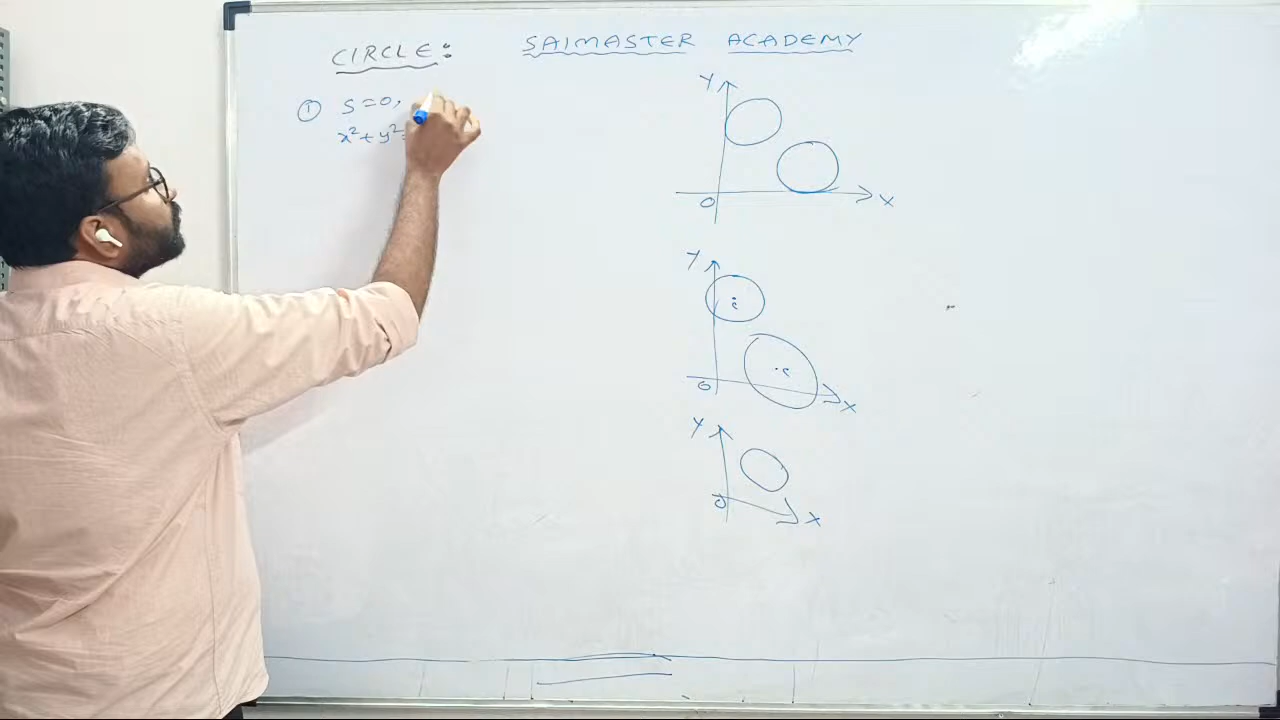 CIRCLE:
SAIMASTER ACADEMY
① S=0,
x²+y²=
Y
O
X
Y
c
c
O
X
Y
O
X